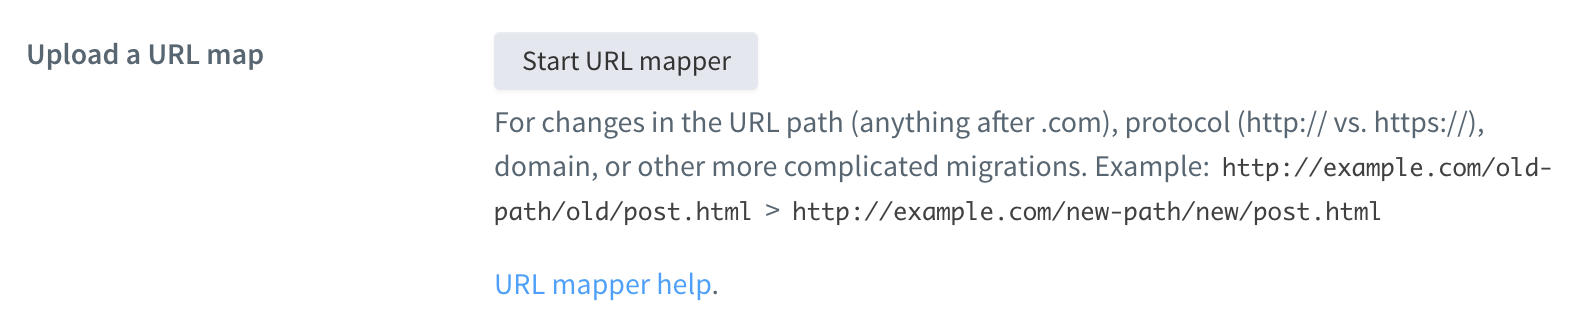 Upload a URL map
Start URL mapper
For changes in the URL path (anything after .com), protocol (http:// vs. https://),
domain, or other more complicated migrations. Example: http://example.com/old-
path/old/post.html > http://example.com/new-path/new/post.html
URL mapper help.